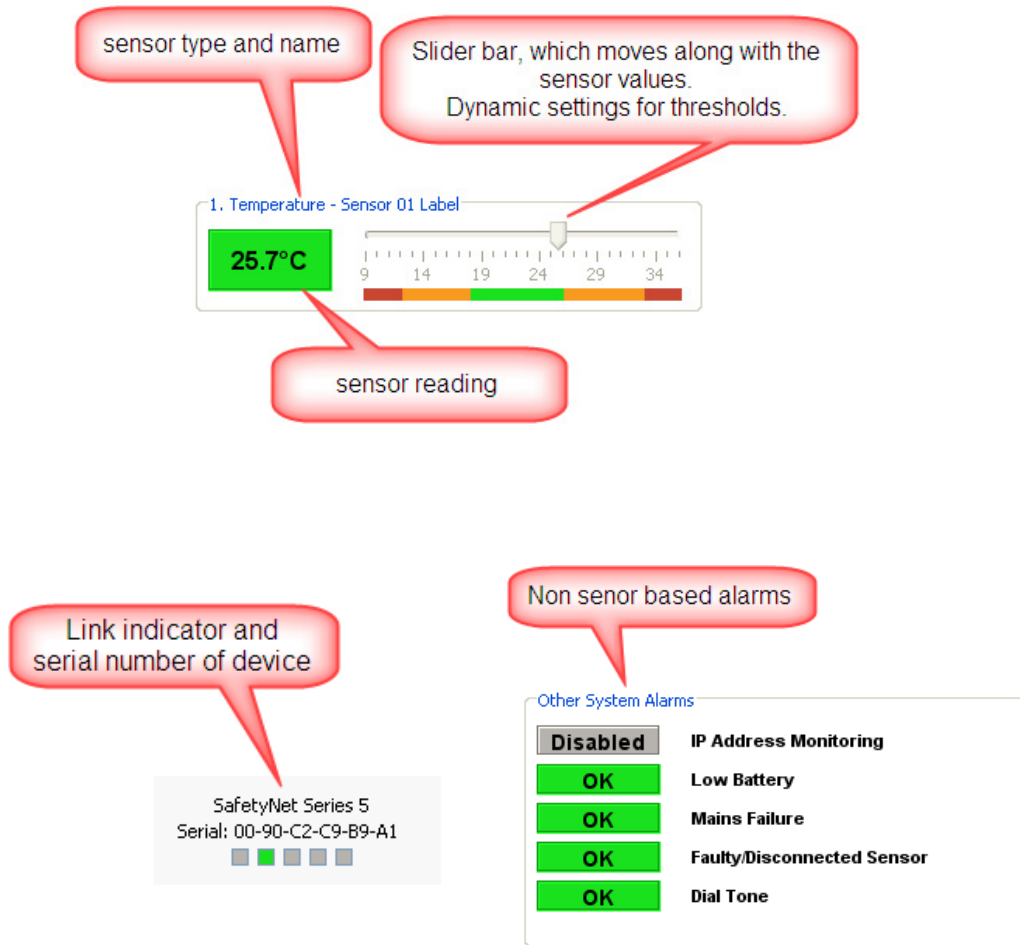 sensor type and name
Slider bar, which moves along with the
sensor values.
Dynamic settings for thresholds.
1. Temperature - Sensor 01 Label
25.7°C
9 14 19 24 29 34
sensor reading
Non senor based alarms
Link indicator and
serial number of device
Other System Alarms
Disabled IP Address Monitoring
OK Low Battery
OK Mains Failure
OK Faulty/Disconnected Sensor
OK Dial Tone
SafetyNet Series 5
Serial: 00-90-C2-C9-B9-A1